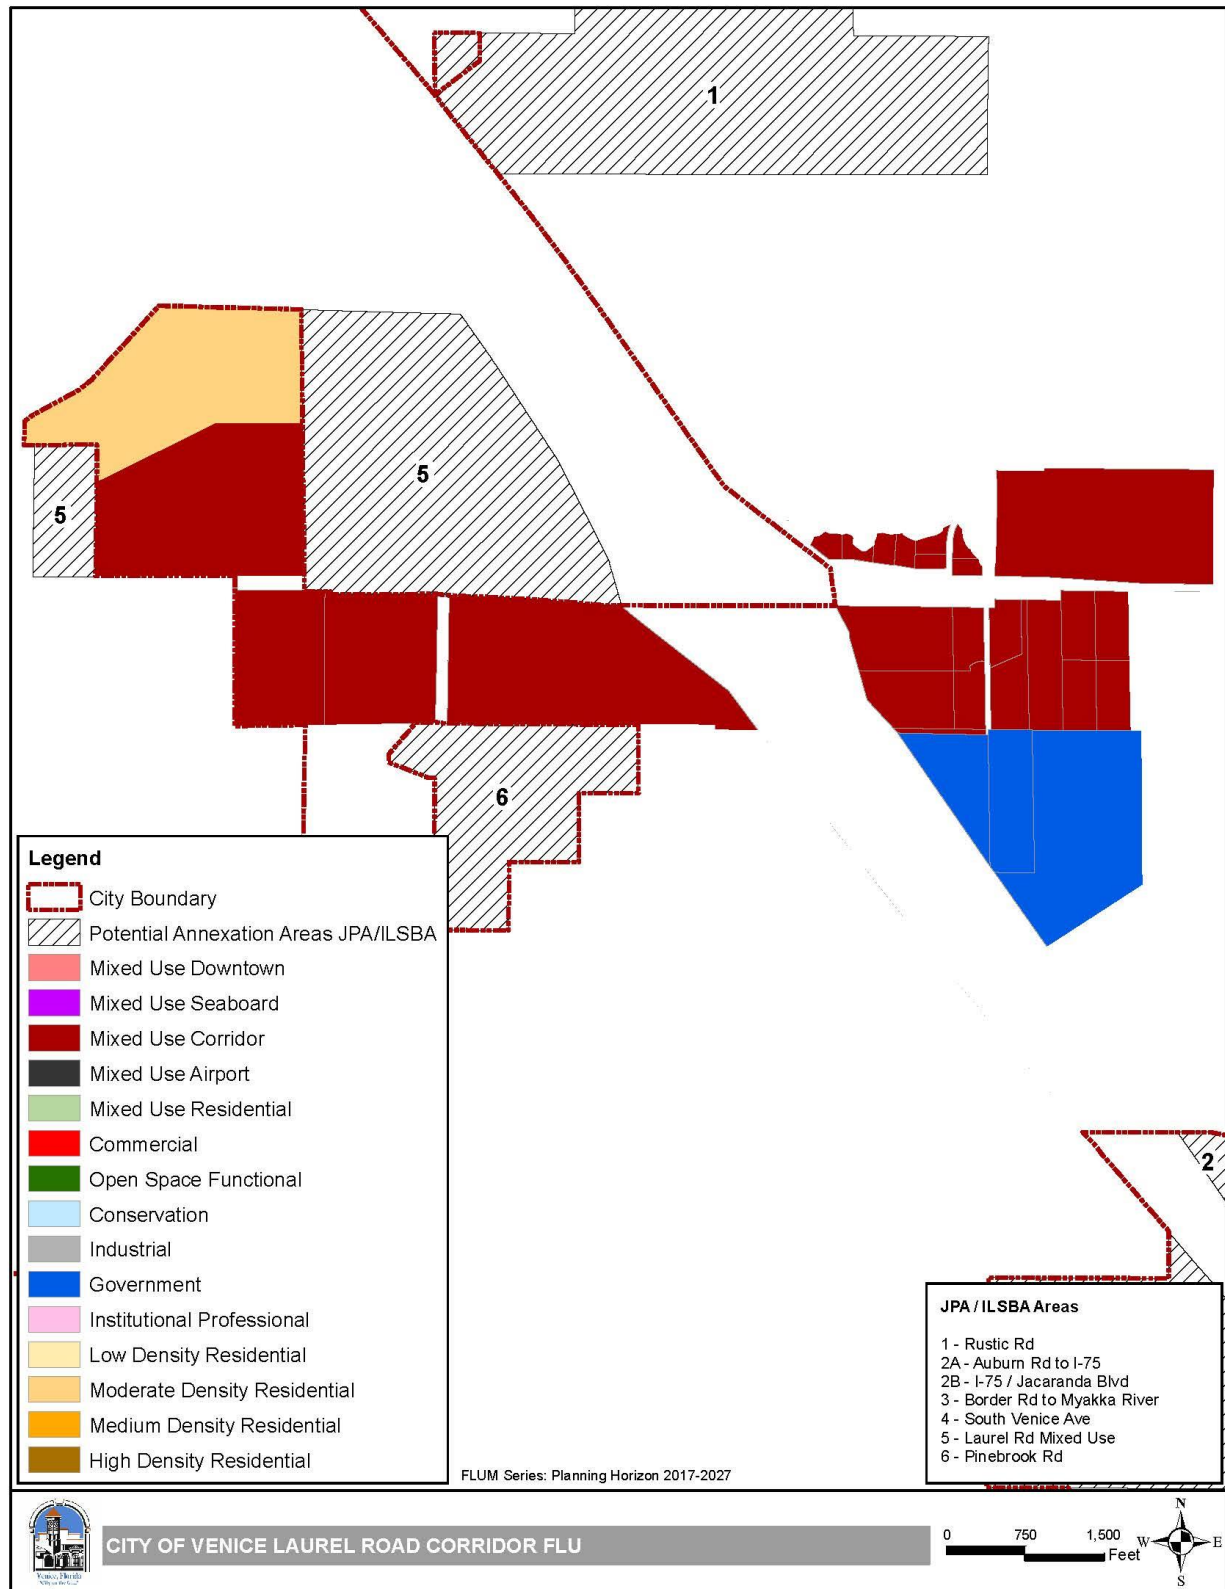 1
5
5
6
2
Legend
City Boundary
Potential Annexation Areas JPA/ILSBA
Mixed Use Downtown
Mixed Use Seaboard
Mixed Use Corridor
Mixed Use Airport
Mixed Use Residential
Commercial
Open Space Functional
Conservation
Industrial
Government
Institutional Professional
Low Density Residential
Moderate Density Residential
Medium Density Residential
High Density Residential
JPA / ILSBA Areas
1 - Rustic Rd
2A - Auburn Rd to I-75
2B - I-75 / Jacaranda Blvd
3 - Border Rd to Myakka River
4 - South Venice Ave
5 - Laurel Rd Mixed Use
6 - Pinebrook Rd
FLUM Series: Planning Horizon 2017-2027
Venice, Florida
CITY OF VENICE LAUREL ROAD CORRIDOR FLU
0 750 1,500
Feet
N
W E
S